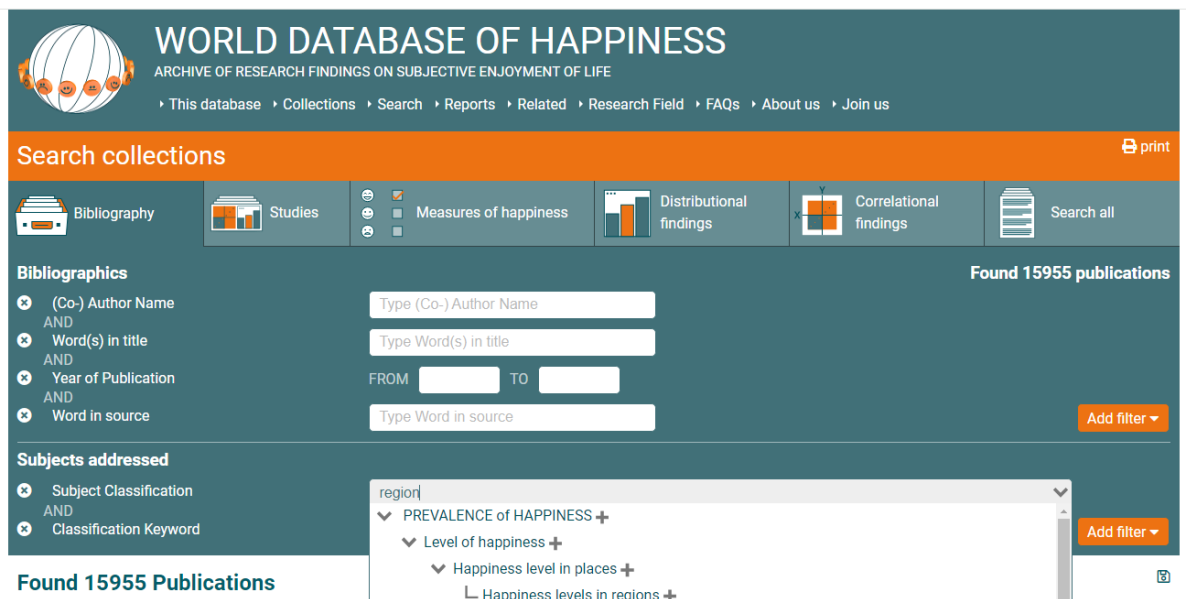 WORLD DATABASE OF HAPPINESS
ARCHIVE OF RESEARCH FINDINGS ON SUBJECTIVE ENJOYMENT OF LIFE
This database Collections Search Reports Related Research Field FAQs About us Join us
Search collections print
Bibliography Studies Measures of happiness Distributional findings Correlational findings Search all
Y
X
Bibliographics Found 15955 publications
(Co-) Author Name Type (Co-) Author Name
AND
Word(s) in title Type Word(s) in title
AND
Year of Publication FROM TO
AND
Word in source Type Word in source Add filter
Subjects addressed
Subject Classification region
AND
PREVALENCE of HAPPINESS
Classification Keyword Add filter
Level of happiness
Happiness level in places
Found 15955 Publications
Happiness levels in regions